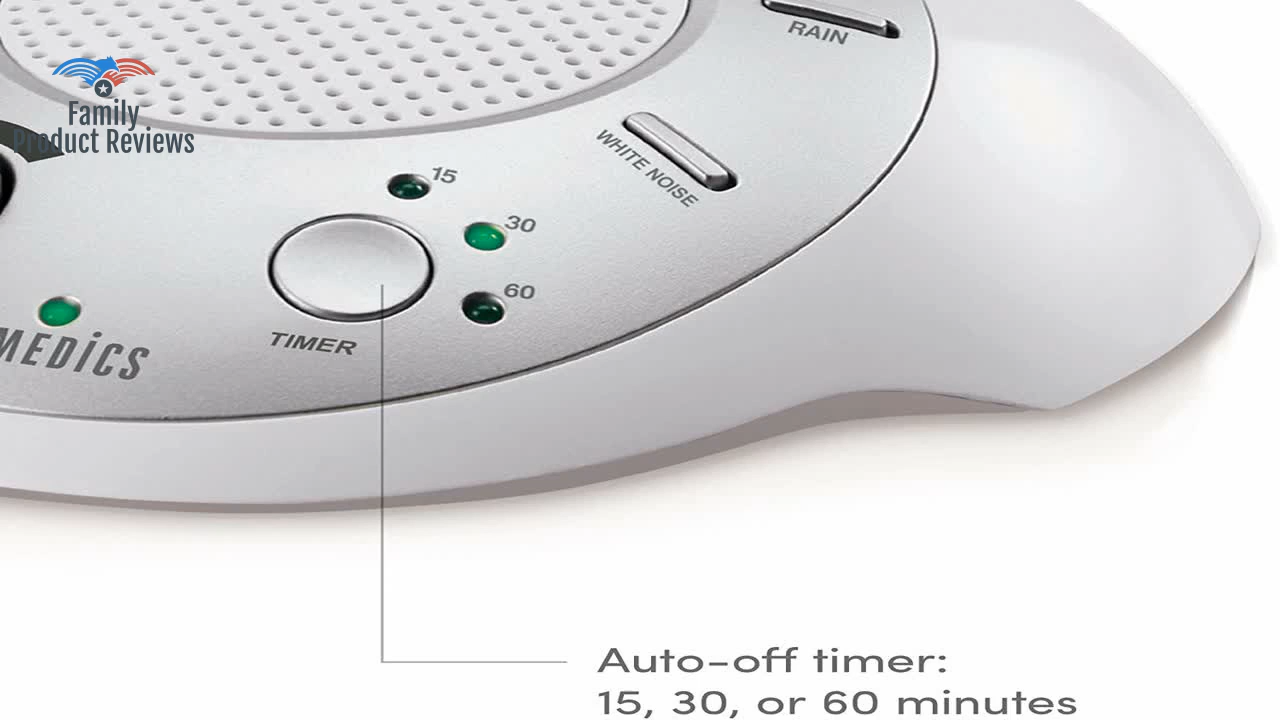 RAIN
Family
Product Reviews
WHITE NOISE
15
30
60
TIMER
MEDiCS
Auto-off timer:
15, 30, or 60 minutes